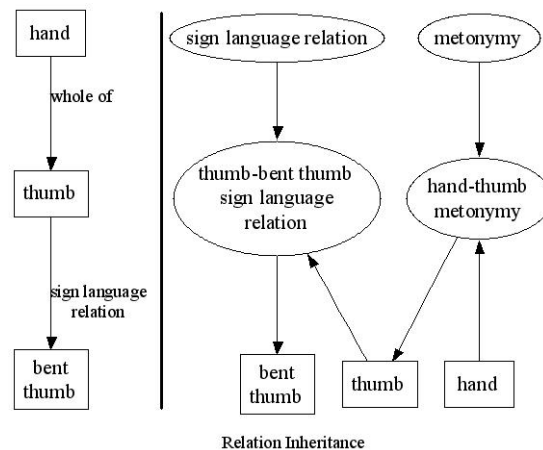 hand
whole of
thumb
sign language
relation
bent
thumb
sign language relation
metonymy
thumb-bent thumb
sign language
relation
hand-thumb
metonymy
bent
thumb
thumb
hand
Relation Inheritance